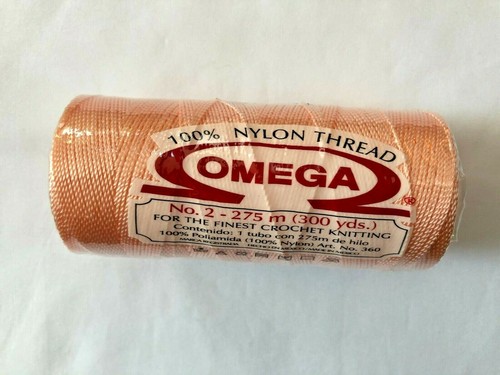 100% NYLON THREAD
OMEGA
®
No. 2 - 275 m (300 yds.)
FOR THE FINEST CROCHET KNITTING
Contenido: 1 tubo con 275m de hilo
100% Poliamida (100% Nylon) Art. No. 360